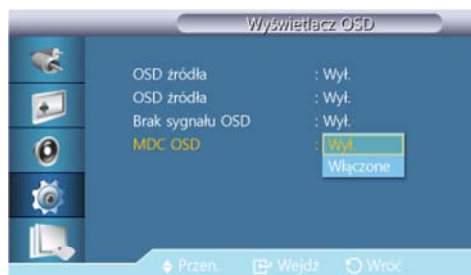 Wyświetlacz OSD
OSD źródła : Wył.
OSD źródła : Wył.
Brak sygnału OSD : Wył.
MDC OSD : Wył.
Włączone
Przen. Wejdź Wróć